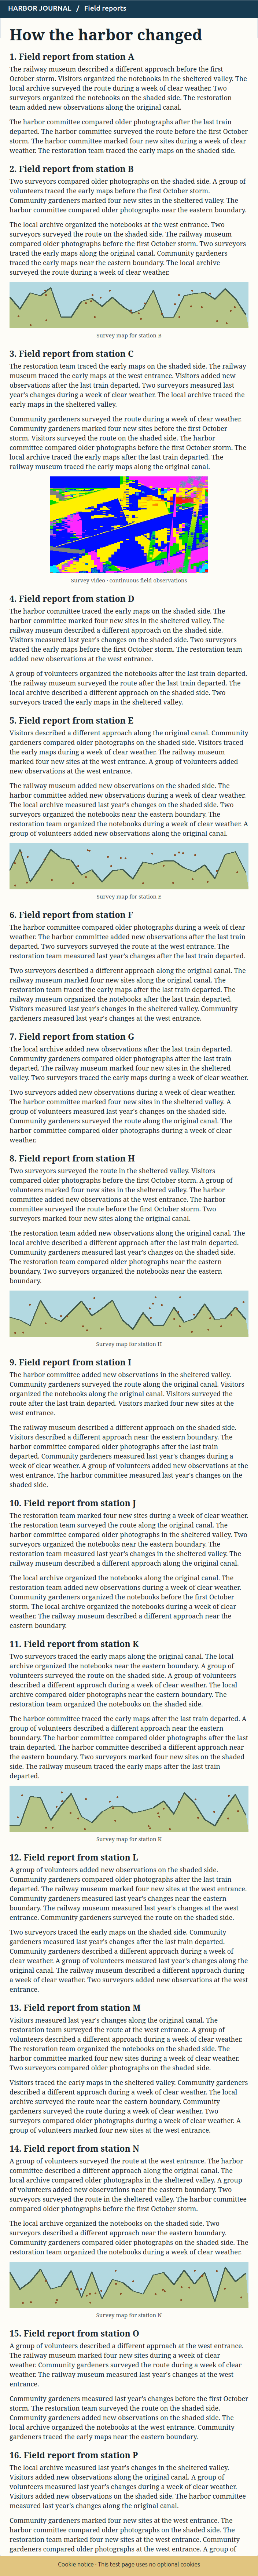 HARBOR JOURNAL / Field reports
How the harbor changed
1. Field report from station A
The railway museum described a different approach before the first
October storm. Visitors organized the notebooks in the sheltered valley. The
local archive surveyed the route during a week of clear weather. Two
surveyors organized the notebooks on the shaded side. The restoration
team added new observations along the original canal.
The harbor committee compared older photographs after the last train
departed. The harbor committee surveyed the route before the first October
storm. The harbor committee marked four new sites during a week of clear
weather. The restoration team traced the early maps on the shaded side.
2. Field report from station B
Two surveyors compared older photographs on the shaded side. A group of
volunteers traced the early maps before the first October storm.
Community gardeners marked four new sites in the sheltered valley. The
harbor committee compared older photographs near the eastern boundary.
The local archive organized the notebooks at the west entrance. Two
surveyors surveyed the route on the shaded side. The railway museum
compared older photographs before the first October storm. Two surveyors
traced the early maps along the original canal. Community gardeners
traced the early maps near the eastern boundary. The local archive
surveyed the route during a week of clear weather.
Survey map for station B
3. Field report from station C
The restoration team traced the early maps on the shaded side. The railway
museum traced the early maps at the west entrance. Visitors added new
observations after the last train departed. Two surveyors measured last
year's changes during a week of clear weather. The local archive traced the
early maps in the sheltered valley.
Community gardeners surveyed the route during a week of clear weather.
Community gardeners marked four new sites before the first October
storm. Visitors surveyed the route on the shaded side. The harbor
committee compared older photographs before the first October storm. The
local archive traced the early maps after the last train departed. The
railway museum traced the early maps along the original canal.
Survey video · continuous field observations
4. Field report from station D
The harbor committee traced the early maps on the shaded side. The
harbor committee marked four new sites in the sheltered valley. The
railway museum described a different approach on the shaded side.
Visitors measured last year's changes on the shaded side. Two surveyors
traced the early maps before the first October storm. The restoration team
added new observations at the west entrance.
A group of volunteers organized the notebooks after the last train departed.
The railway museum surveyed the route after the last train departed. The
local archive described a different approach on the shaded side. Two
surveyors traced the early maps in the sheltered valley.
5. Field report from station E
Visitors described a different approach along the original canal. Community
gardeners compared older photographs on the shaded side. Visitors traced
the early maps during a week of clear weather. The railway museum
marked four new sites at the west entrance. A group of volunteers added
new observations at the west entrance.
The railway museum added new observations on the shaded side. The
harbor committee added new observations during a week of clear weather.
The local archive measured last year's changes on the shaded side. Two
surveyors organized the notebooks near the eastern boundary. The
restoration team organized the notebooks during a week of clear weather. A
group of volunteers added new observations along the original canal.
Survey map for station E
6. Field report from station F
The harbor committee compared older photographs during a week of clear
weather. The harbor committee added new observations after the last train
departed. Two surveyors surveyed the route at the west entrance. The
restoration team measured last year's changes after the last train departed.
Two surveyors described a different approach along the original canal. The
railway museum marked four new sites along the original canal. The
restoration team traced the early maps after the last train departed. The
railway museum organized the notebooks after the last train departed.
Visitors measured last year's changes in the sheltered valley. Community
gardeners measured last year's changes at the west entrance.
7. Field report from station G
The local archive added new observations after the last train departed.
Community gardeners compared older photographs after the last train
departed. The railway museum marked four new sites in the sheltered
valley. Two surveyors traced the early maps during a week of clear weather.
Two surveyors added new observations during a week of clear weather.
The harbor committee marked four new sites in the sheltered valley. A
group of volunteers measured last year's changes on the shaded side.
Community gardeners surveyed the route along the original canal. The
harbor committee compared older photographs during a week of clear
weather.
8. Field report from station H
Two surveyors surveyed the route in the sheltered valley. Visitors
compared older photographs before the first October storm. A group of
volunteers marked four new sites in the sheltered valley. The harbor
committee added new observations at the west entrance. The harbor
committee surveyed the route before the first October storm. Two
surveyors marked four new sites along the original canal.
The restoration team added new observations along the original canal. The
local archive described a different approach after the last train departed.
Community gardeners measured last year's changes on the shaded side.
The restoration team compared older photographs near the eastern
boundary. Two surveyors organized the notebooks near the eastern
boundary.
Survey map for station H
9. Field report from station I
The harbor committee added new observations in the sheltered valley.
Community gardeners surveyed the route along the original canal. Visitors
organized the notebooks along the original canal. Visitors surveyed the
route after the last train departed. Visitors marked four new sites at the
west entrance.
The railway museum described a different approach on the shaded side.
Visitors described a different approach near the eastern boundary. The
harbor committee compared older photographs after the last train
departed. Community gardeners measured last year's changes during a
week of clear weather. A group of volunteers added new observations at the
west entrance. The harbor committee measured last year's changes on the
shaded side.
10. Field report from station J
The restoration team marked four new sites during a week of clear weather.
The restoration team surveyed the route along the original canal. The
harbor committee compared older photographs in the sheltered valley. Two
surveyors organized the notebooks near the eastern boundary. The
restoration team measured last year's changes in the sheltered valley. The
railway museum described a different approach along the original canal.
The local archive organized the notebooks along the original canal. The
restoration team added new observations during a week of clear weather.
Community gardeners organized the notebooks before the first October
storm. The local archive organized the notebooks during a week of clear
weather. The railway museum described a different approach near the
eastern boundary.
11. Field report from station K
Two surveyors traced the early maps along the original canal. The local
archive organized the notebooks near the eastern boundary. A group of
volunteers surveyed the route on the shaded side. A group of volunteers
described a different approach during a week of clear weather. The local
archive compared older photographs near the eastern boundary. The
restoration team organized the notebooks on the shaded side.
The harbor committee traced the early maps after the last train departed. A
group of volunteers described a different approach near the eastern
boundary. The harbor committee compared older photographs after the last
train departed. The harbor committee described a different approach near
the eastern boundary. Two surveyors marked four new sites on the shaded
side. The railway museum traced the early maps after the last train
departed.
Survey map for station K
12. Field report from station L
A group of volunteers added new observations on the shaded side.
Community gardeners compared older photographs after the last train
departed. The railway museum marked four new sites at the west entrance.
Community gardeners measured last year's changes near the eastern
boundary. The railway museum measured last year's changes at the west
entrance. Community gardeners surveyed the route on the shaded side.
Two surveyors traced the early maps on the shaded side. Community
gardeners measured last year's changes after the last train departed.
Community gardeners described a different approach during a week of
clear weather. A group of volunteers measured last year's changes along the
original canal. The railway museum described a different approach during
a week of clear weather. Two surveyors added new observations at the west
entrance.
13. Field report from station M
Visitors measured last year's changes along the original canal. The
restoration team surveyed the route at the west entrance. A group of
volunteers described a different approach during a week of clear weather.
The restoration team organized the notebooks on the shaded side. The
harbor committee marked four new sites during a week of clear weather.
Two surveyors compared older photographs on the shaded side.
Visitors traced the early maps in the sheltered valley. Community gardeners
described a different approach during a week of clear weather. The local
archive surveyed the route near the eastern boundary. Community
gardeners surveyed the route during a week of clear weather. Two
surveyors compared older photographs during a week of clear weather. A
group of volunteers marked four new sites at the west entrance.
14. Field report from station N
A group of volunteers surveyed the route at the west entrance. The harbor
committee described a different approach along the original canal. The
local archive compared older photographs in the sheltered valley. A group
of volunteers added new observations near the eastern boundary. Two
surveyors surveyed the route in the sheltered valley. The harbor committee
compared older photographs before the first October storm.
The local archive organized the notebooks on the shaded side. Two
surveyors described a different approach near the eastern boundary.
Community gardeners compared older photographs on the shaded side. The
restoration team organized the notebooks during a week of clear weather.
Survey map for station N
15. Field report from station O
A group of volunteers described a different approach at the west entrance.
The railway museum marked four new sites during a week of clear
weather. Community gardeners surveyed the route during a week of clear
weather. The railway museum measured last year's changes at the west
entrance.
Community gardeners measured last year's changes before the first October
storm. The restoration team surveyed the route on the shaded side.
Community gardeners added new observations on the shaded side. The
local archive organized the notebooks at the west entrance. Community
gardeners traced the early maps near the eastern boundary.
16. Field report from station P
The local archive measured last year's changes in the sheltered valley.
Visitors added new observations along the original canal. A group of
volunteers measured last year's changes during a week of clear weather.
Visitors added new observations on the shaded side. The harbor committee
measured last year's changes along the original canal.
Community gardeners marked four new sites at the west entrance. The
harbor committee compared older photographs on the shaded side. The
restoration team marked four new sites at the west entrance. Community
gardeners compared older photographs at the west entrance. A group of
Cookie notice · This test page uses no optional cookies